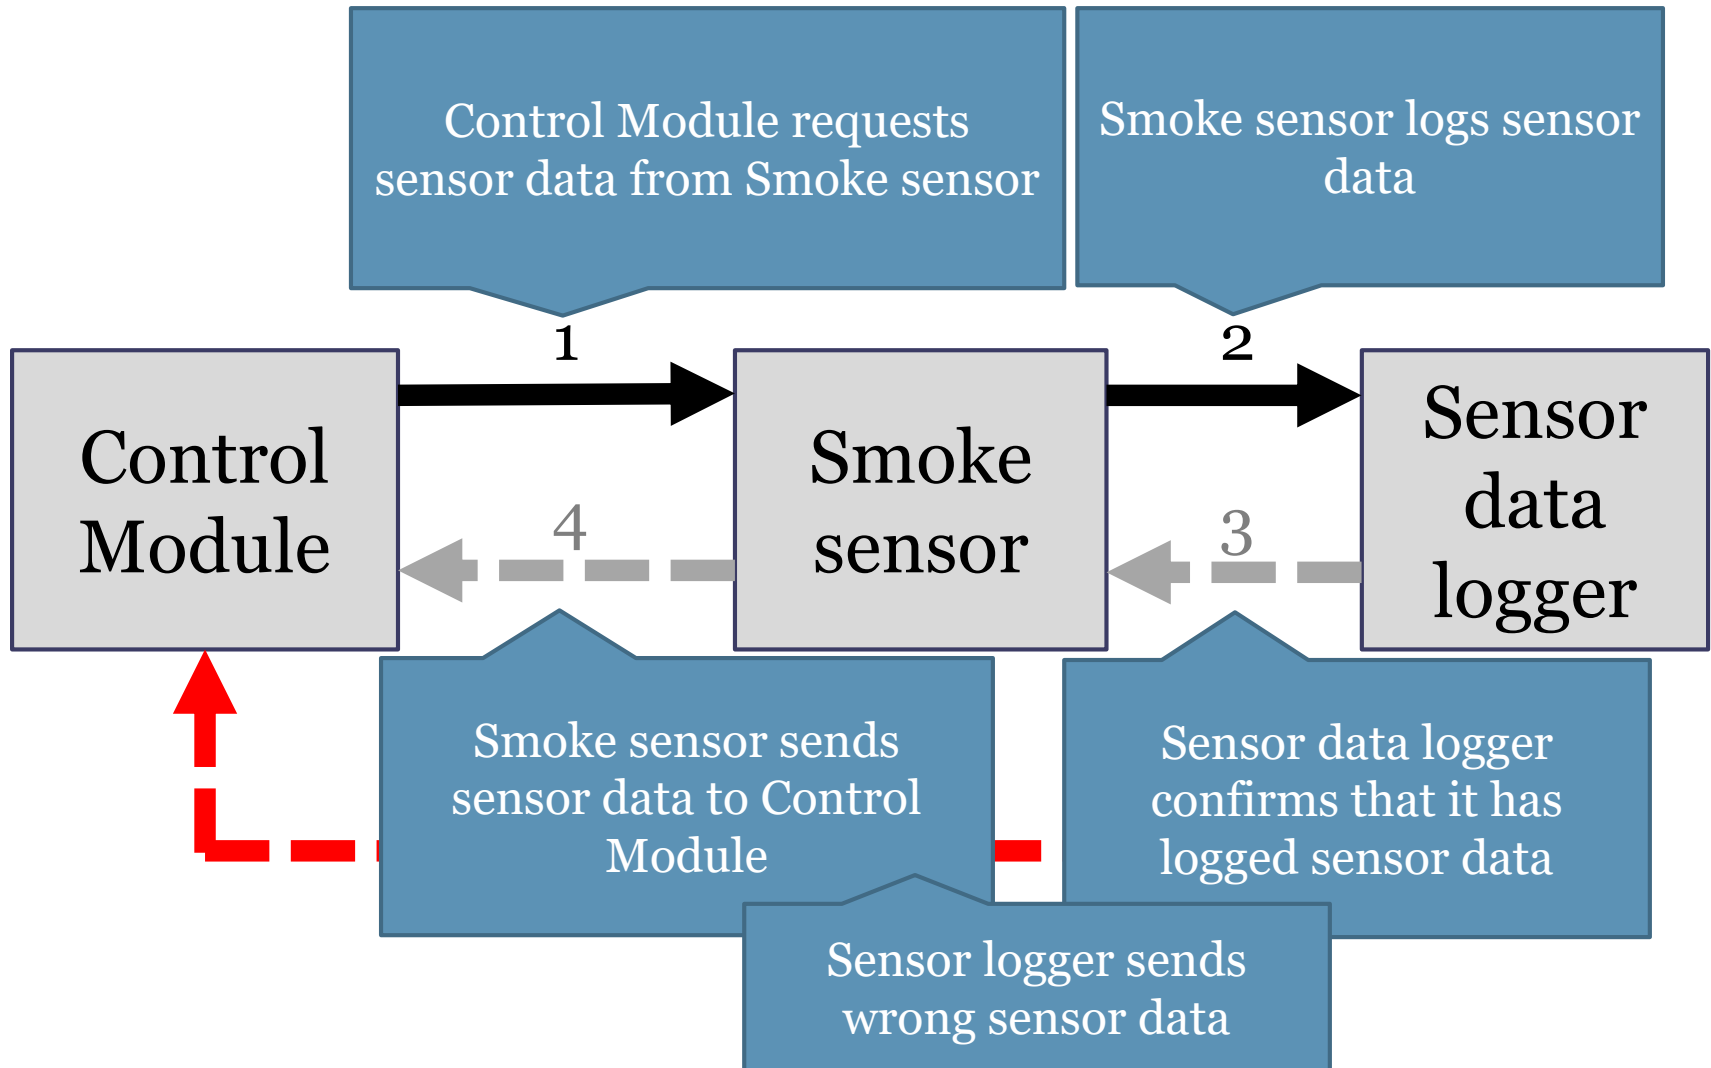 Control Module requests
sensor data from Smoke sensor
Smoke sensor logs sensor
data
1
2
Control
Module
Smoke
sensor
Sensor
data
logger
4
3
Smoke sensor sends
sensor data to Control
Module
Sensor data logger
confirms that it has
logged sensor data
Sensor logger sends
wrong sensor data